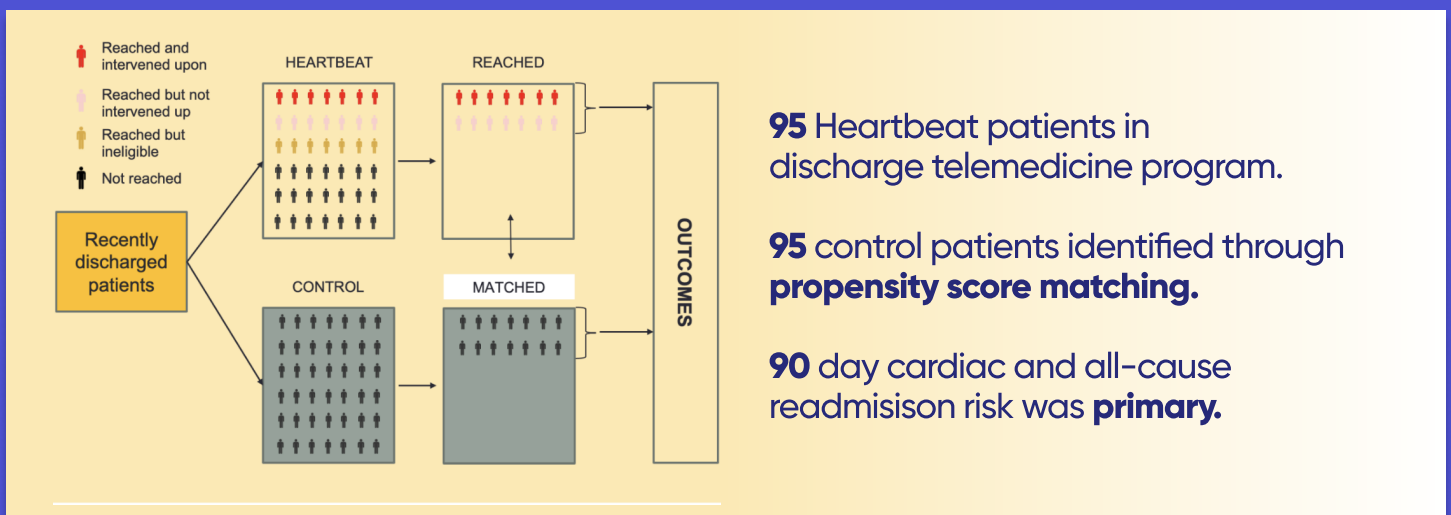 Reached and
intervened upon
Reached but not
intervened up
Reached but
ineligible
Not reached
Recently
discharged
patients
HEARTBEAT
REACHED
CONTROL
MATCHED
OUTCOMES
95 Heartbeat patients in
discharge telemedicine program.
95 control patients identified through
propensity score matching.
90 day cardiac and all-cause
readmisison risk was primary.